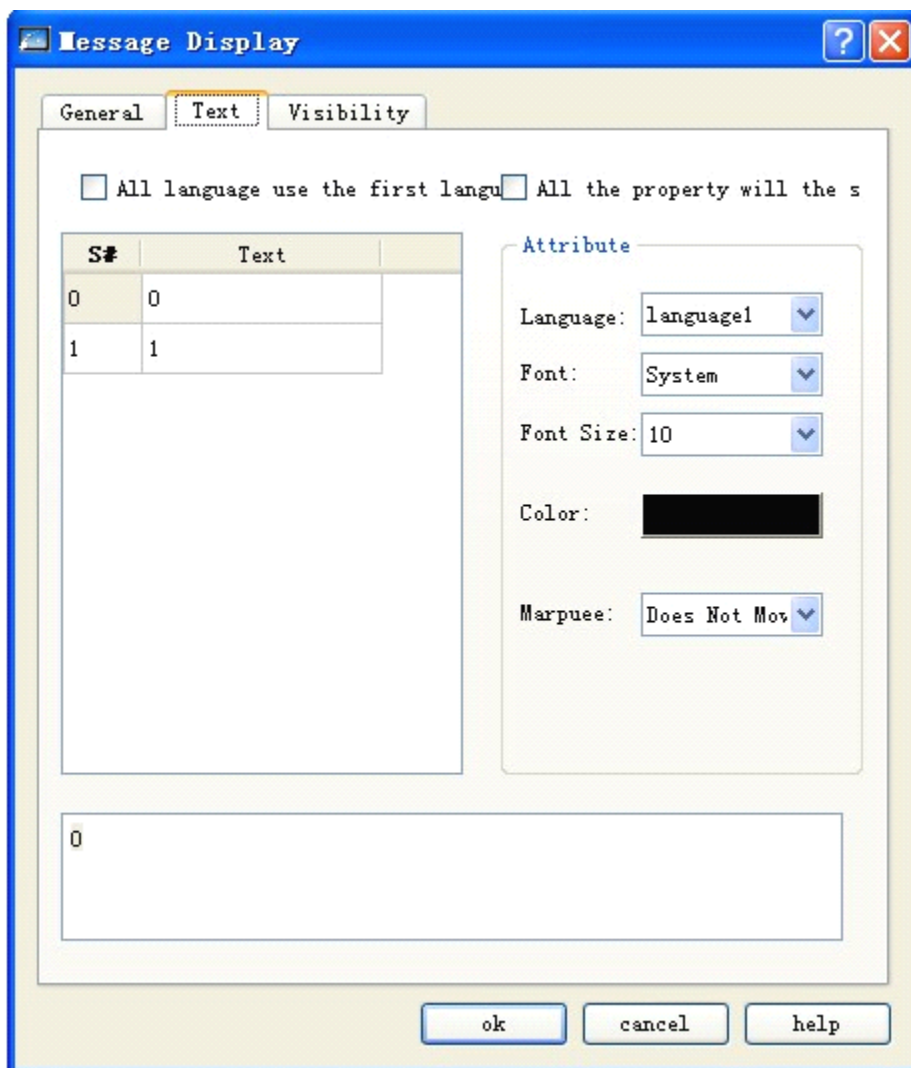 Message Display
General Text Visibility
All language use the first langu All the property will the s
S# Text
0 0
1 1
Attribute
Language: language1
Font: System
Font Size: 10
Color:
Marpuee: Does Not Mov
0
ok cancel help